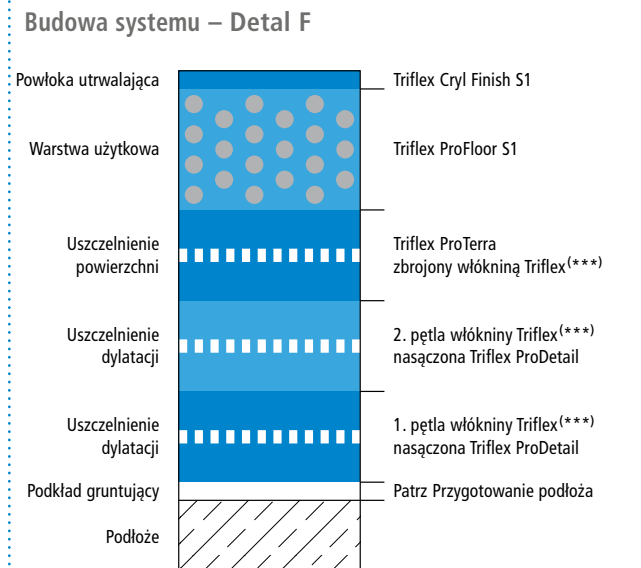 Budowa systemu – Detal F
Powłoka utrwalająca
Triflex Cryl Finish S1
Warstwa użytkowa
Triflex ProFloor S1
Uszczelnienie
powierzchni
Triflex ProTerra
zbrojony włókniną Triflex(***)
Uszczelnienie
dylatacji
2. pętla włókniny Triflex(***)
nasączona Triflex ProDetail
Uszczelnienie
dylatacji
1. pętla włókniny Triflex(***)
nasączona Triflex ProDetail
Podkład gruntujący
Patrz Przygotowanie podłoża
Podłoże